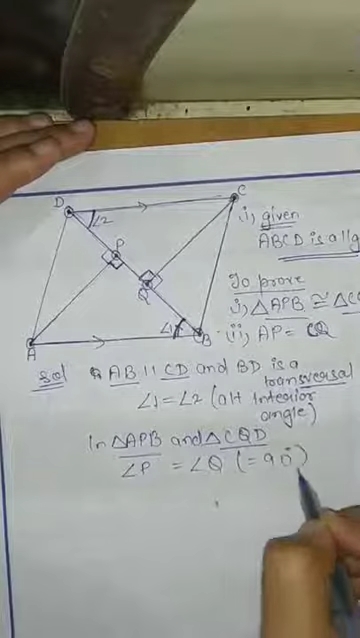 D
C
∠2
P
Q
∠1
A
B
i, given
ABCD is a ||g
To prove
i, △APB ≅ △C
ii, AP = CQ
sol AB || CD and BD is a
transversal
∠1 = ∠2 (alt Interior
angle)
In △APB and △CQD
∠P = ∠Q (= 90°)